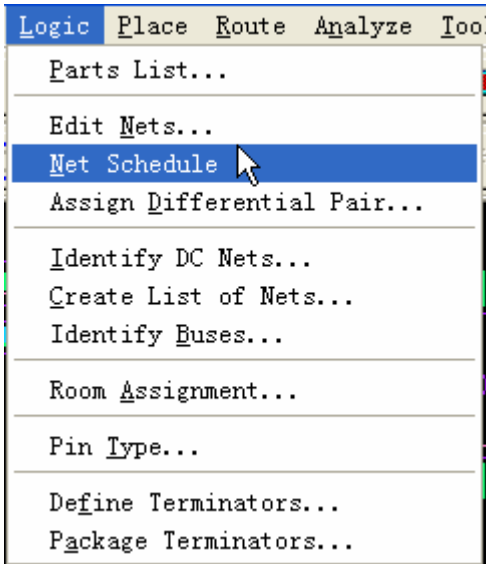 Logic Place Route Analyze Tool
Parts List...
Edit Nets...
Net Schedule
Assign Differential Pair...
Identify DC Nets...
Create List of Nets...
Identify Buses...
Room Assignment...
Pin Type...
Define Terminators...
Package Terminators...